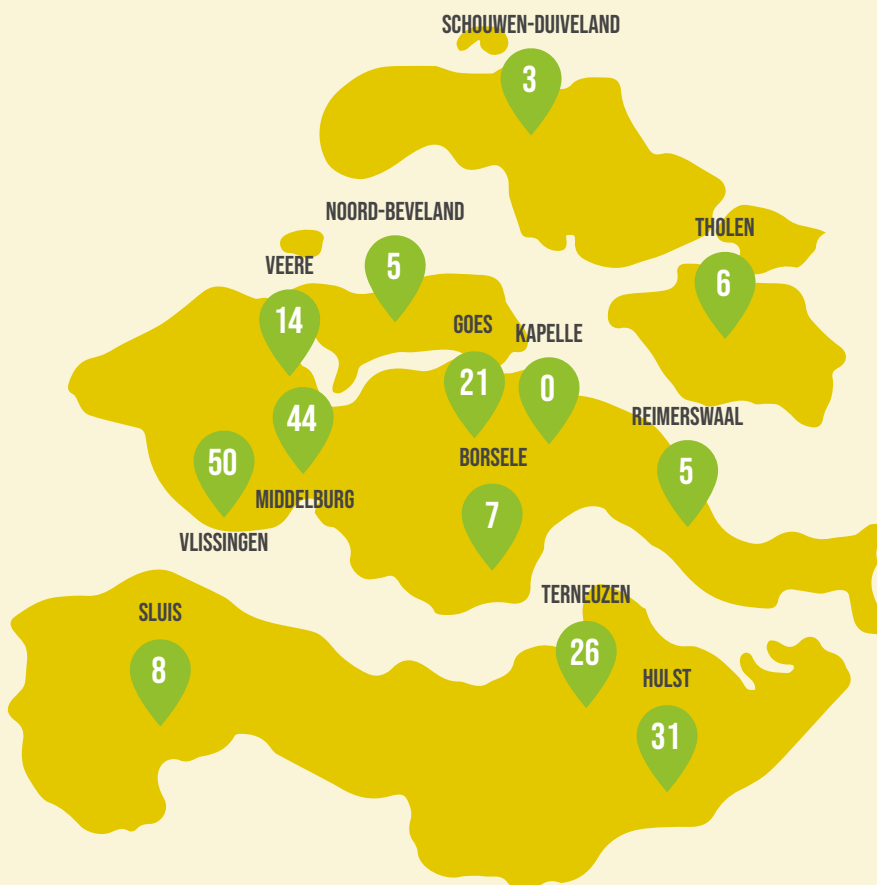 SCHOUWEN-DUIVELAND
3
NOORD-BEVELAND
5
THOLEN
6
VEERE
14
GOES
21
KAPELLE
0
44
MIDDELBURG
REIMERSWAAL
5
50
VLISSINGEN
BORSELE
7
TERNEUZEN
26
SLUIS
8
HULST
31